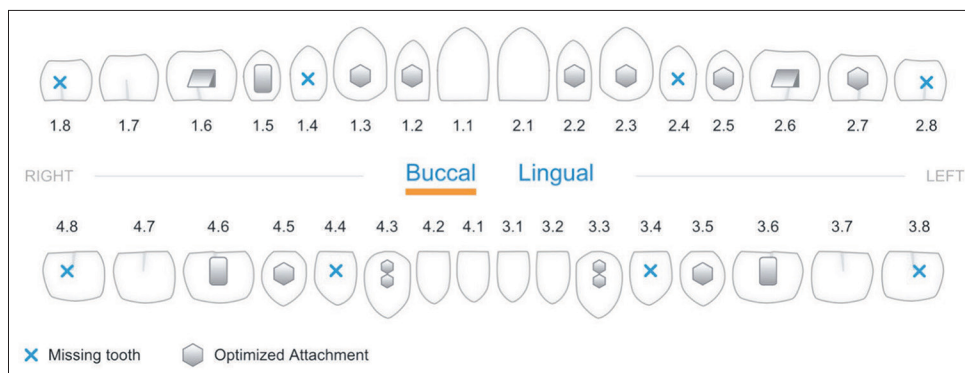 1.8 1.7 1.6 1.5 1.4 1.3 1.2 1.1 2.1 2.2 2.3 2.4 2.5 2.6 2.7 2.8
RIGHT Buccal Lingual LEFT
4.8 4.7 4.6 4.5 4.4 4.3 4.2 4.1 3.1 3.2 3.3 3.4 3.5 3.6 3.7 3.8
Missing tooth Optimized Attachment